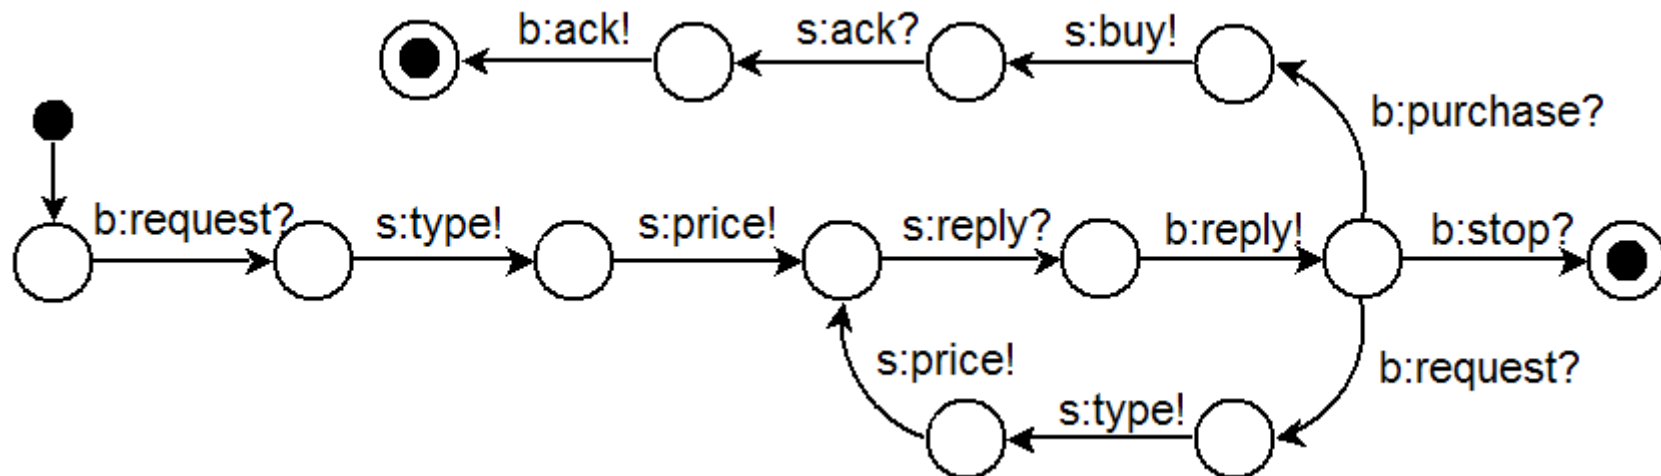 b:ack!
s:ack?
s:buy!
b:purchase?
b:request?
s:type!
s:price!
s:reply?
b:reply!
b:stop?
s:price!
b:request?
s:type!